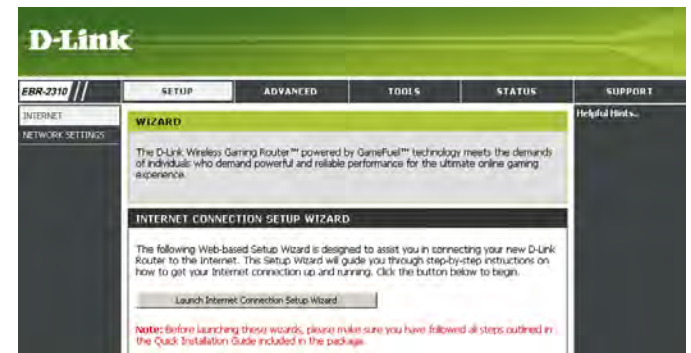 D-Link
EBR-2310
SETUP
ADVANCED
TOOLS
STATUS
SUPPORT
INTERNET
NETWORK SETTINGS
WIZARD
The D-Link Wireless Gaming Router™ powered by GameFuel™ technology meets the demands
of individuals who demand powerful and reliable performance for the ultimate online gaming
experience.
INTERNET CONNECTION SETUP WIZARD
The following Web-based Setup Wizard is designed to assist you in connecting your new D-Link
Router to the Internet. This Setup Wizard will guide you through step-by-step instructions on
how to get your Internet connection up and running. Click the button below to begin.
Launch Internet Connection Setup Wizard
Note: Before launching these wizards, please make sure you have followed all steps outlined in
the Quick Installation Guide included in the package.
Helpful Hints...